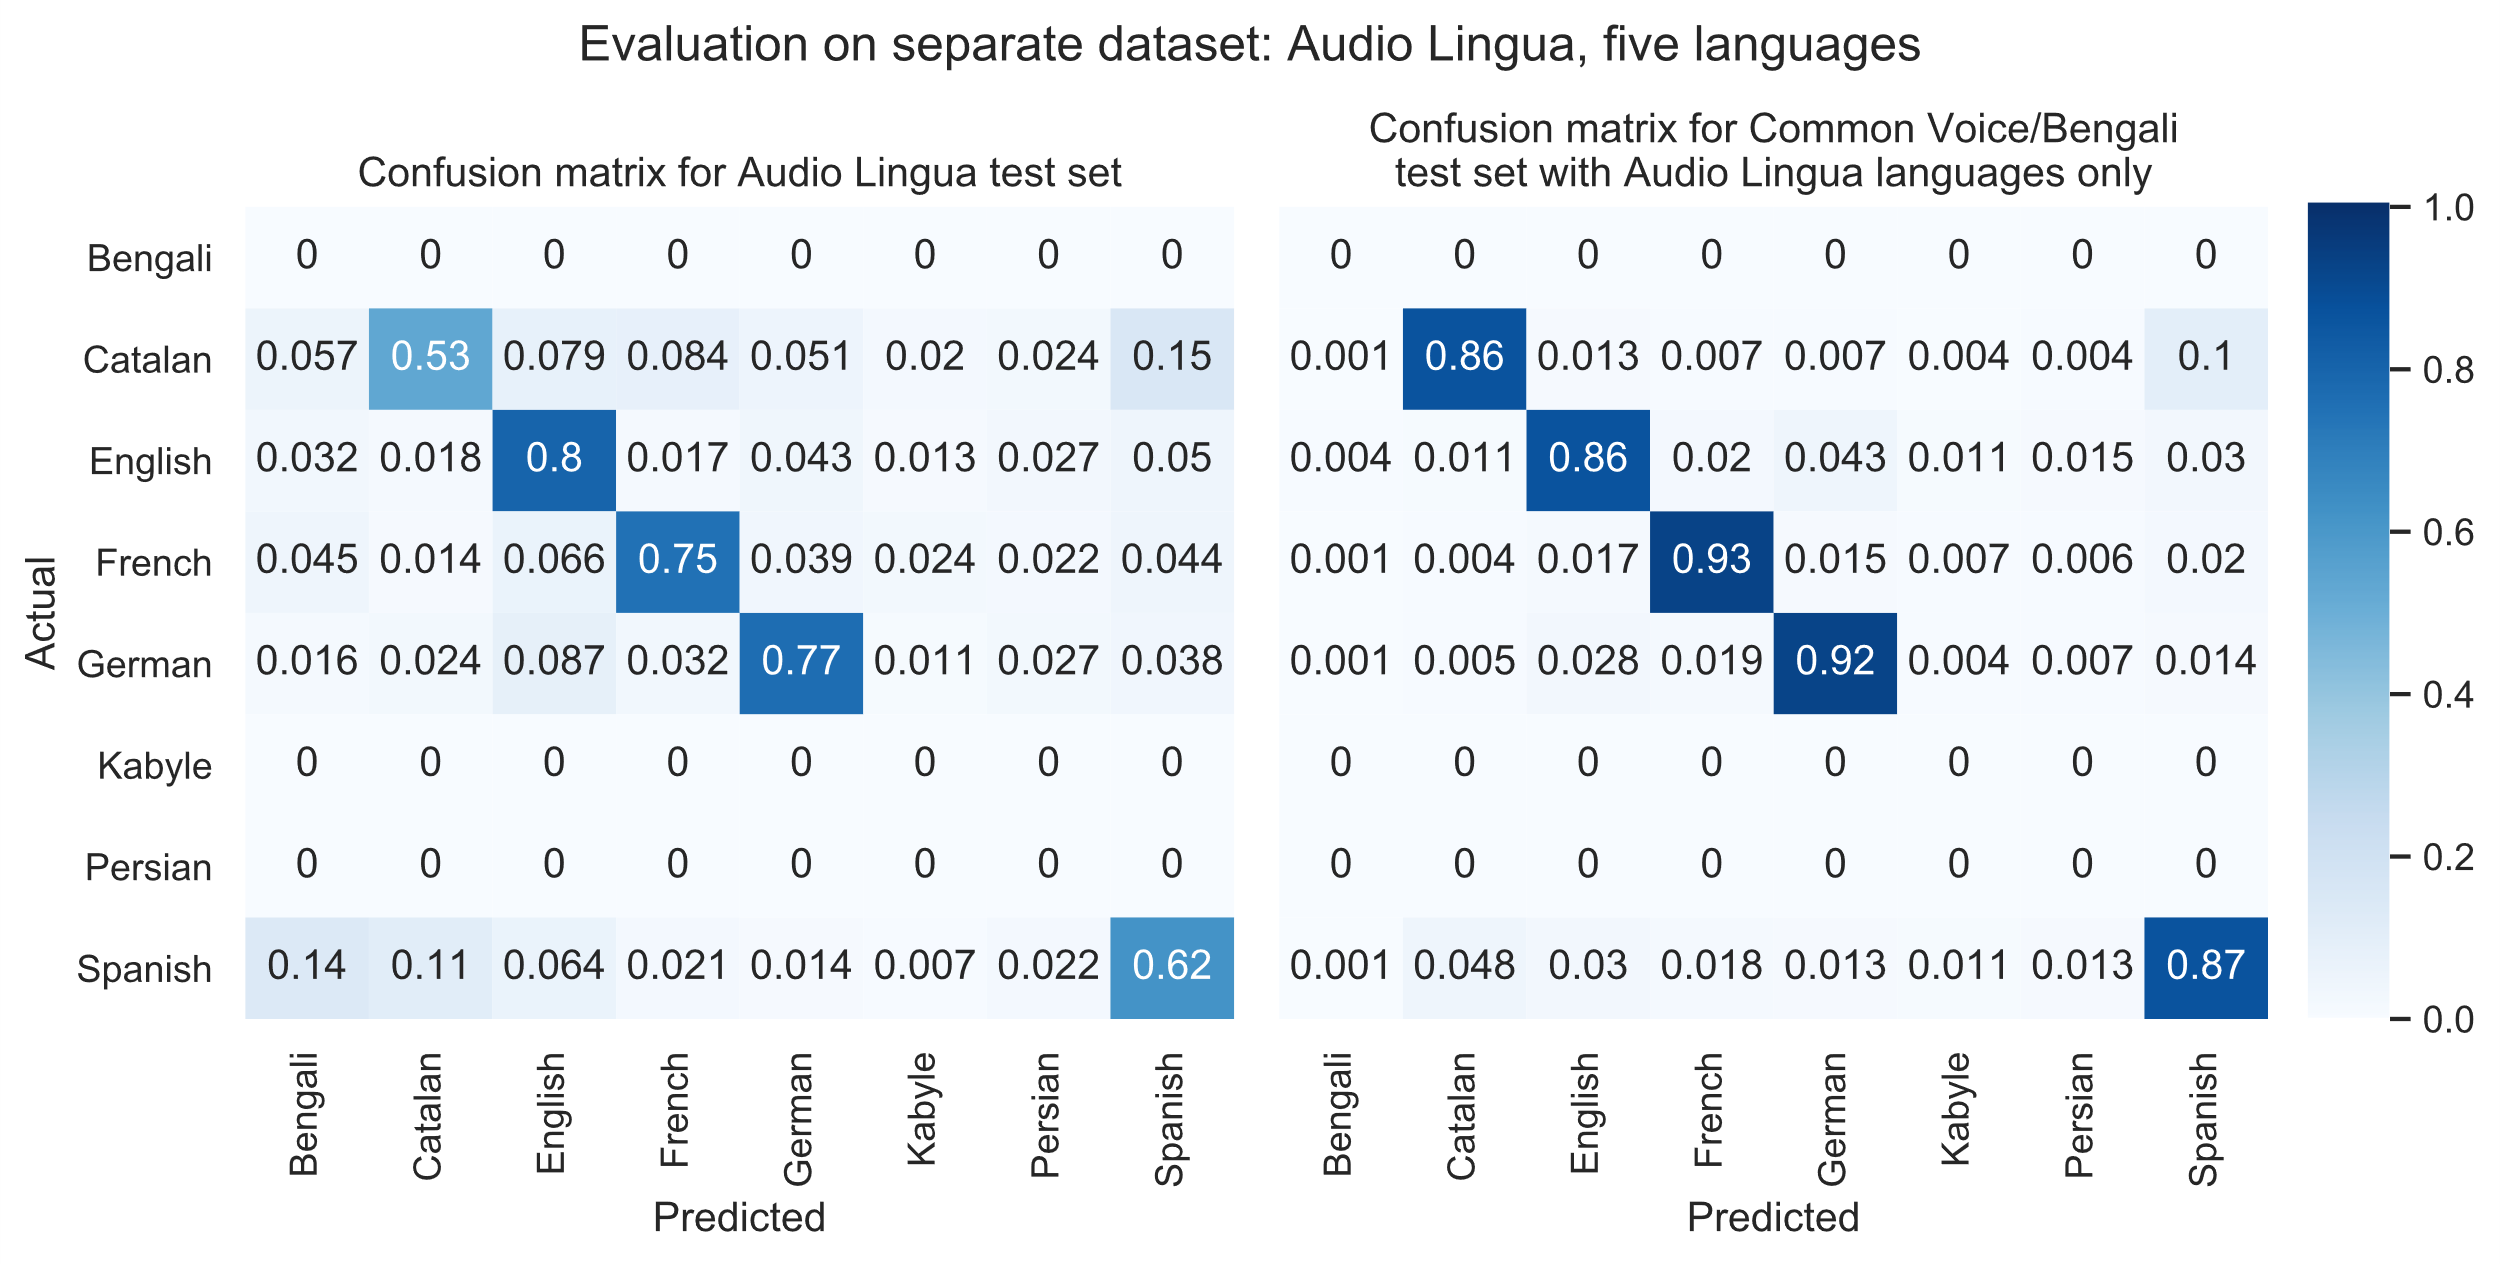 Evaluation on separate dataset: Audio Lingua, five languages
Confusion matrix for Audio Lingua test set
Confusion matrix for Common Voice/Bengali
test set with Audio Lingua languages only
Actual
Bengali 0 0 0 0 0 0 0 0
Catalan 0.057 0.53 0.079 0.084 0.051 0.02 0.024 0.15
English 0.032 0.018 0.8 0.017 0.043 0.013 0.027 0.05
French 0.045 0.014 0.066 0.75 0.039 0.024 0.022 0.044
German 0.016 0.024 0.087 0.032 0.77 0.011 0.027 0.038
Kabyle 0 0 0 0 0 0 0 0
Persian 0 0 0 0 0 0 0 0
Spanish 0.14 0.11 0.064 0.021 0.014 0.007 0.022 0.62
Bengali Catalan English French German Kabyle Persian Spanish
Predicted
0 0 0 0 0 0 0 0
0.001 0.86 0.013 0.007 0.007 0.004 0.004 0.1
0.004 0.011 0.86 0.02 0.043 0.011 0.015 0.03
0.001 0.004 0.017 0.93 0.015 0.007 0.006 0.02
0.001 0.005 0.028 0.019 0.92 0.004 0.007 0.014
0 0 0 0 0 0 0 0
0 0 0 0 0 0 0 0
0.001 0.048 0.03 0.018 0.013 0.011 0.013 0.87
Bengali Catalan English French German Kabyle Persian Spanish
Predicted
1.0
0.8
0.6
0.4
0.2
0.0